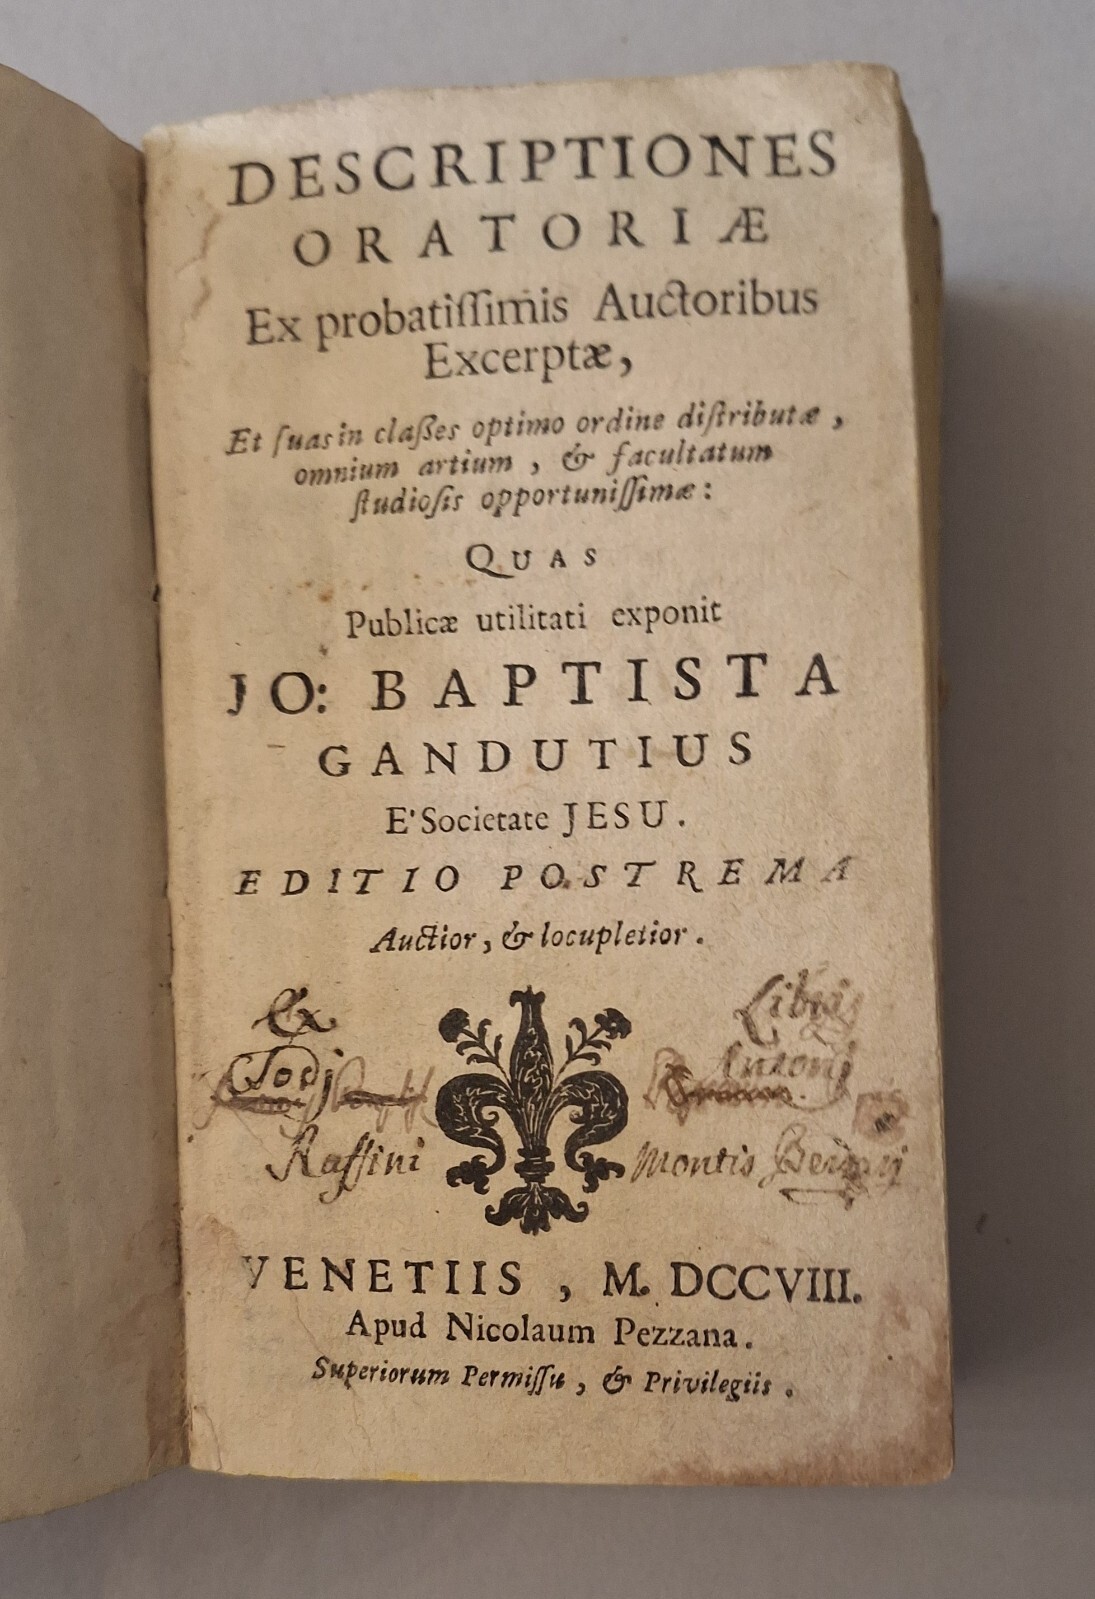 DESCRIPTIONES
ORATORIÆ
Ex probatiſſimis Auctoribus
Excerptæ,
Et ſuas in claßes optimo ordine diſtributæ,
omnium artium, & facultatum
ſtudioſis opportuniſſimæ:
QUAS
Publicæ utilitati exponit
JO: BAPTISTA
GANDUTIUS
E' Societate JESU.
EDITIO POSTREMA
Auctior, & locupletior.
Ex Libris
Antonij
Raffini Montis
VENETIIS, M. DCCVIII.
Apud Nicolaum Pezzana.
Superiorum Permiſſu, & Privilegiis.